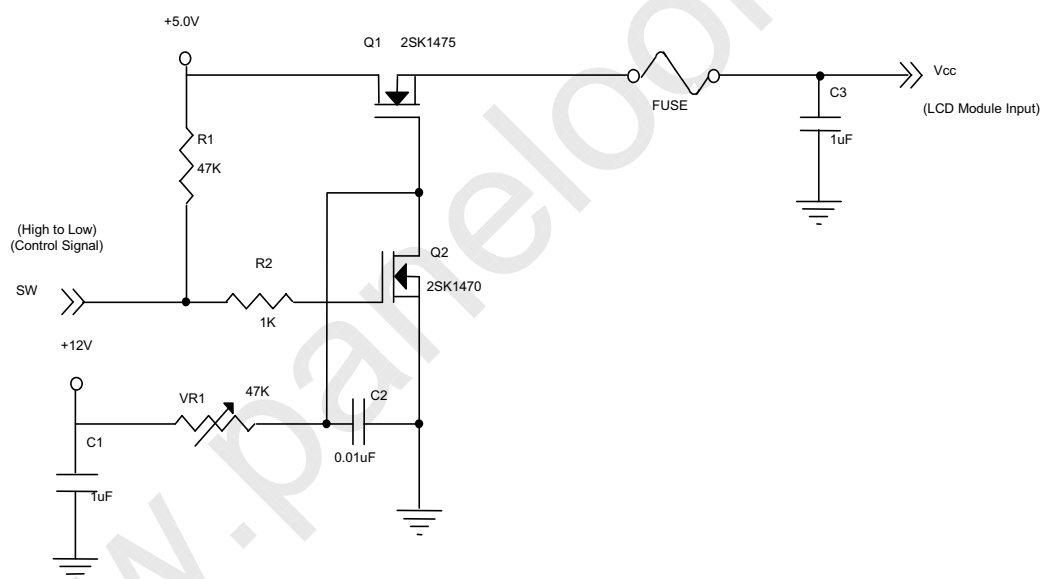 +5.0V
Q1 2SK1475
Vcc
C3
(LCD Module Input)
FUSE
R1
47K
1uF
(High to Low)
(Control Signal)
Q2
R2
SW
2SK1470
1K
+12V
VR1
47K
C2
C1
0.01uF
1uF
w.paneloo